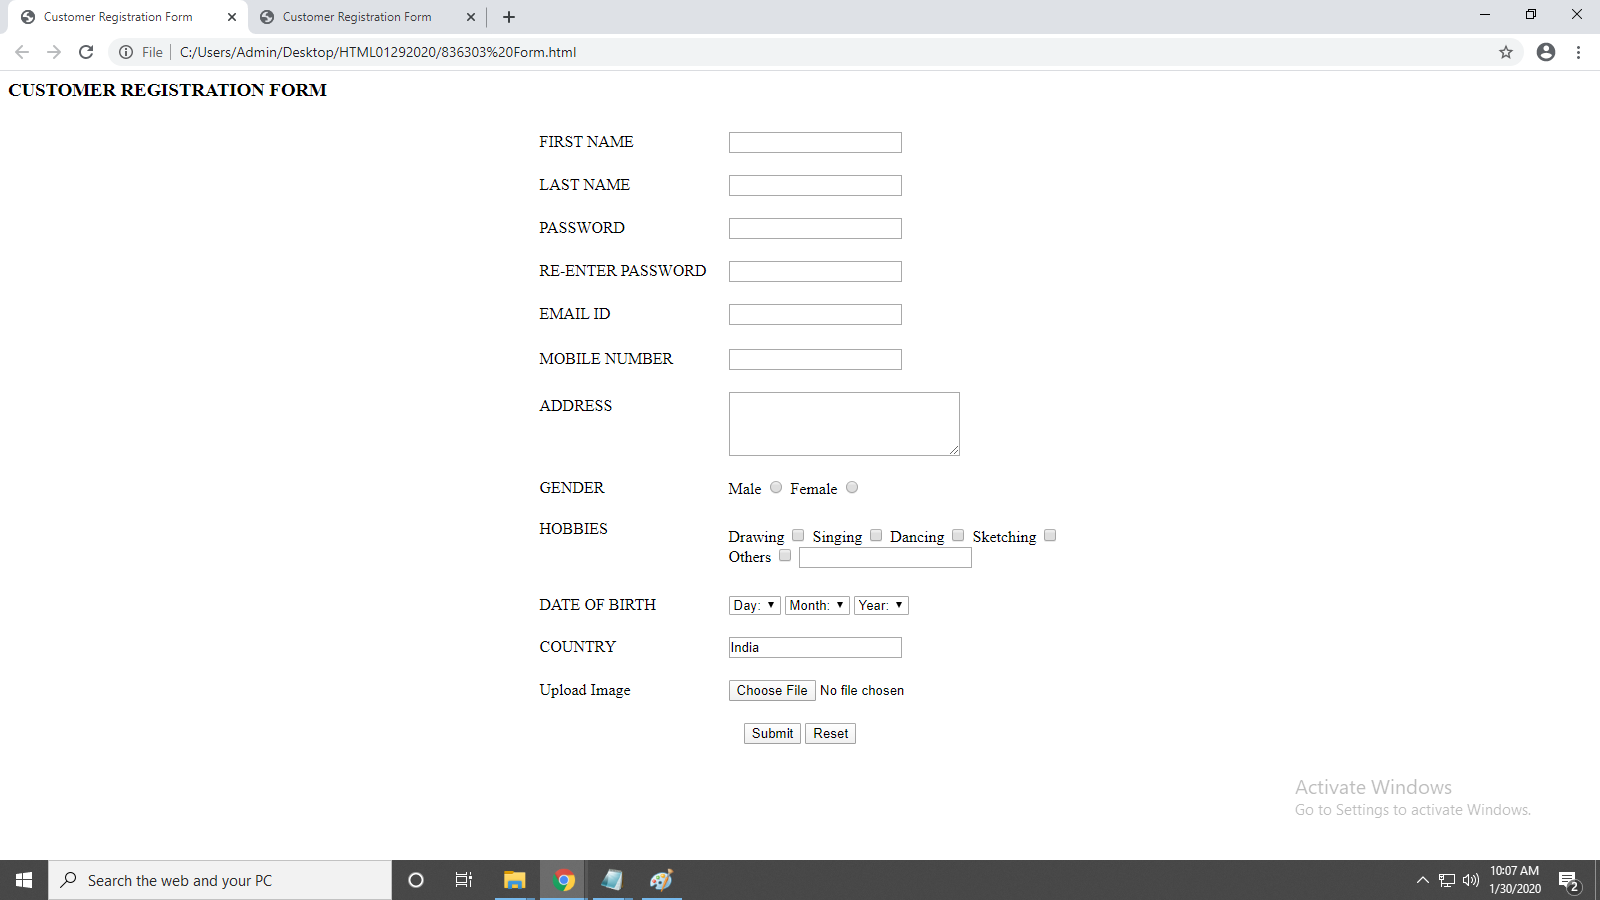 Customer Registration Form
Customer Registration Form
File
C:/Users/Admin/Desktop/HTML01292020/836303%20Form.html
CUSTOMER REGISTRATION FORM
FIRST NAME
LAST NAME
PASSWORD
RE-ENTER PASSWORD
EMAIL ID
MOBILE NUMBER
ADDRESS
GENDER Male Female
HOBBIES
Drawing Singing Dancing Sketching
Others
DATE OF BIRTH Day: Month: Year:
COUNTRY India
Upload Image Choose File No file chosen
Submit Reset
Activate Windows
Go to Settings to activate Windows.
Search the web and your PC
10:07 AM
1/30/2020
2